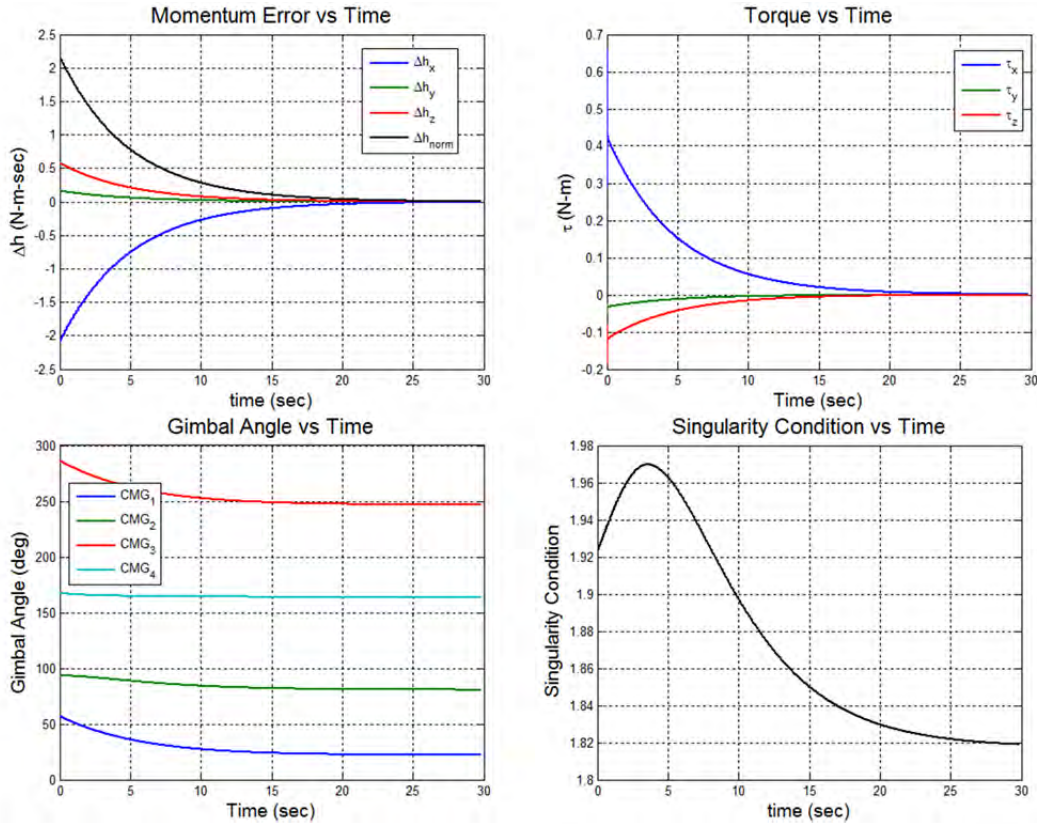 Momentum Error vs Time
2.5
2
1.5
1
0.5
0
-0.5
-1
-1.5
-2
-2.5
Δh (N-m-sec)
Δhx
Δhy
Δhz
Δhnorm
0 5 10 15 20 25 30
time (sec)
Torque vs Time
0.7
0.6
0.5
0.4
0.3
0.2
0.1
0
-0.1
-0.2
τ (N-m)
τx
τy
τz
0 5 10 15 20 25 30
Time (sec)
Gimbal Angle vs Time
300
250
200
150
100
50
0
Gimbal Angle (deg)
CMG1
CMG2
CMG3
CMG4
0 5 10 15 20 25 30
Time (sec)
Singularity Condition vs Time
1.98
1.96
1.94
1.92
1.9
1.88
1.86
1.84
1.82
1.8
Singularity Condition
0 5 10 15 20 25 30
time (sec)